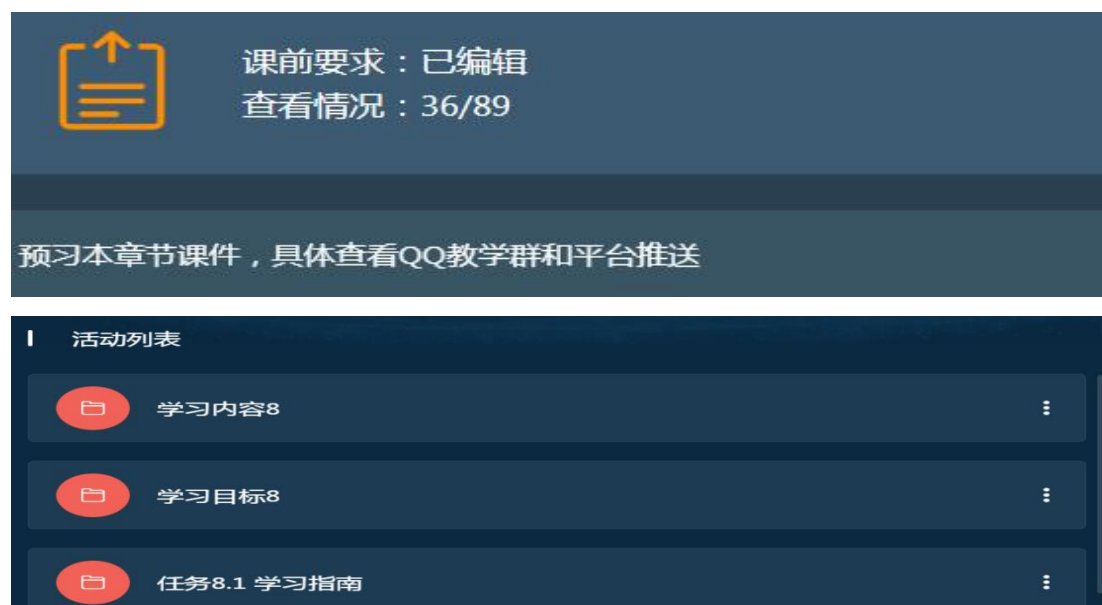 课前要求：已编辑
查看情况：36/89
预习本章节课件，具体查看QQ教学群和平台推送
活动列表
学习内容8
学习目标8
任务8.1 学习指南